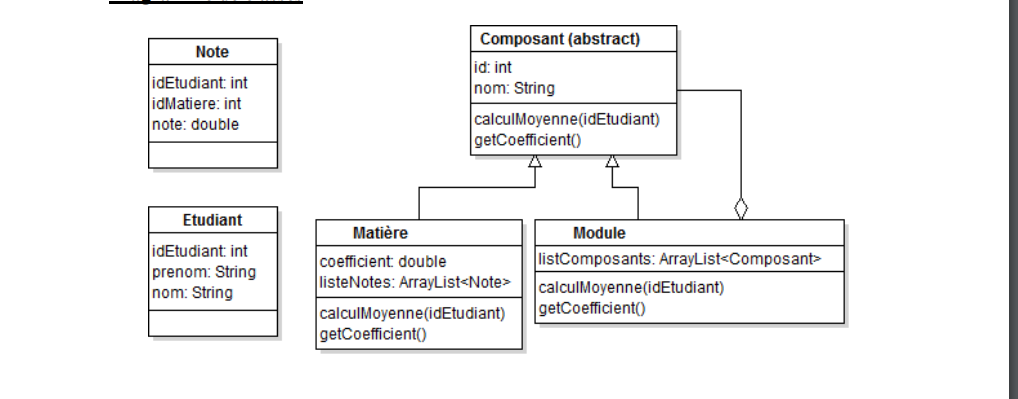 Note
idEtudiant: int
idMatiere: int
note: double
Composant (abstract)
id: int
nom: String
calculMoyenne(idEtudiant)
getCoefficient()
Etudiant
idEtudiant: int
prenom: String
nom: String
Matière
coefficient: double
listeNotes: ArrayList<Note>
calculMoyenne(idEtudiant)
getCoefficient()
Module
listComposants: ArrayList<Composant>
calculMoyenne(idEtudiant)
getCoefficient()